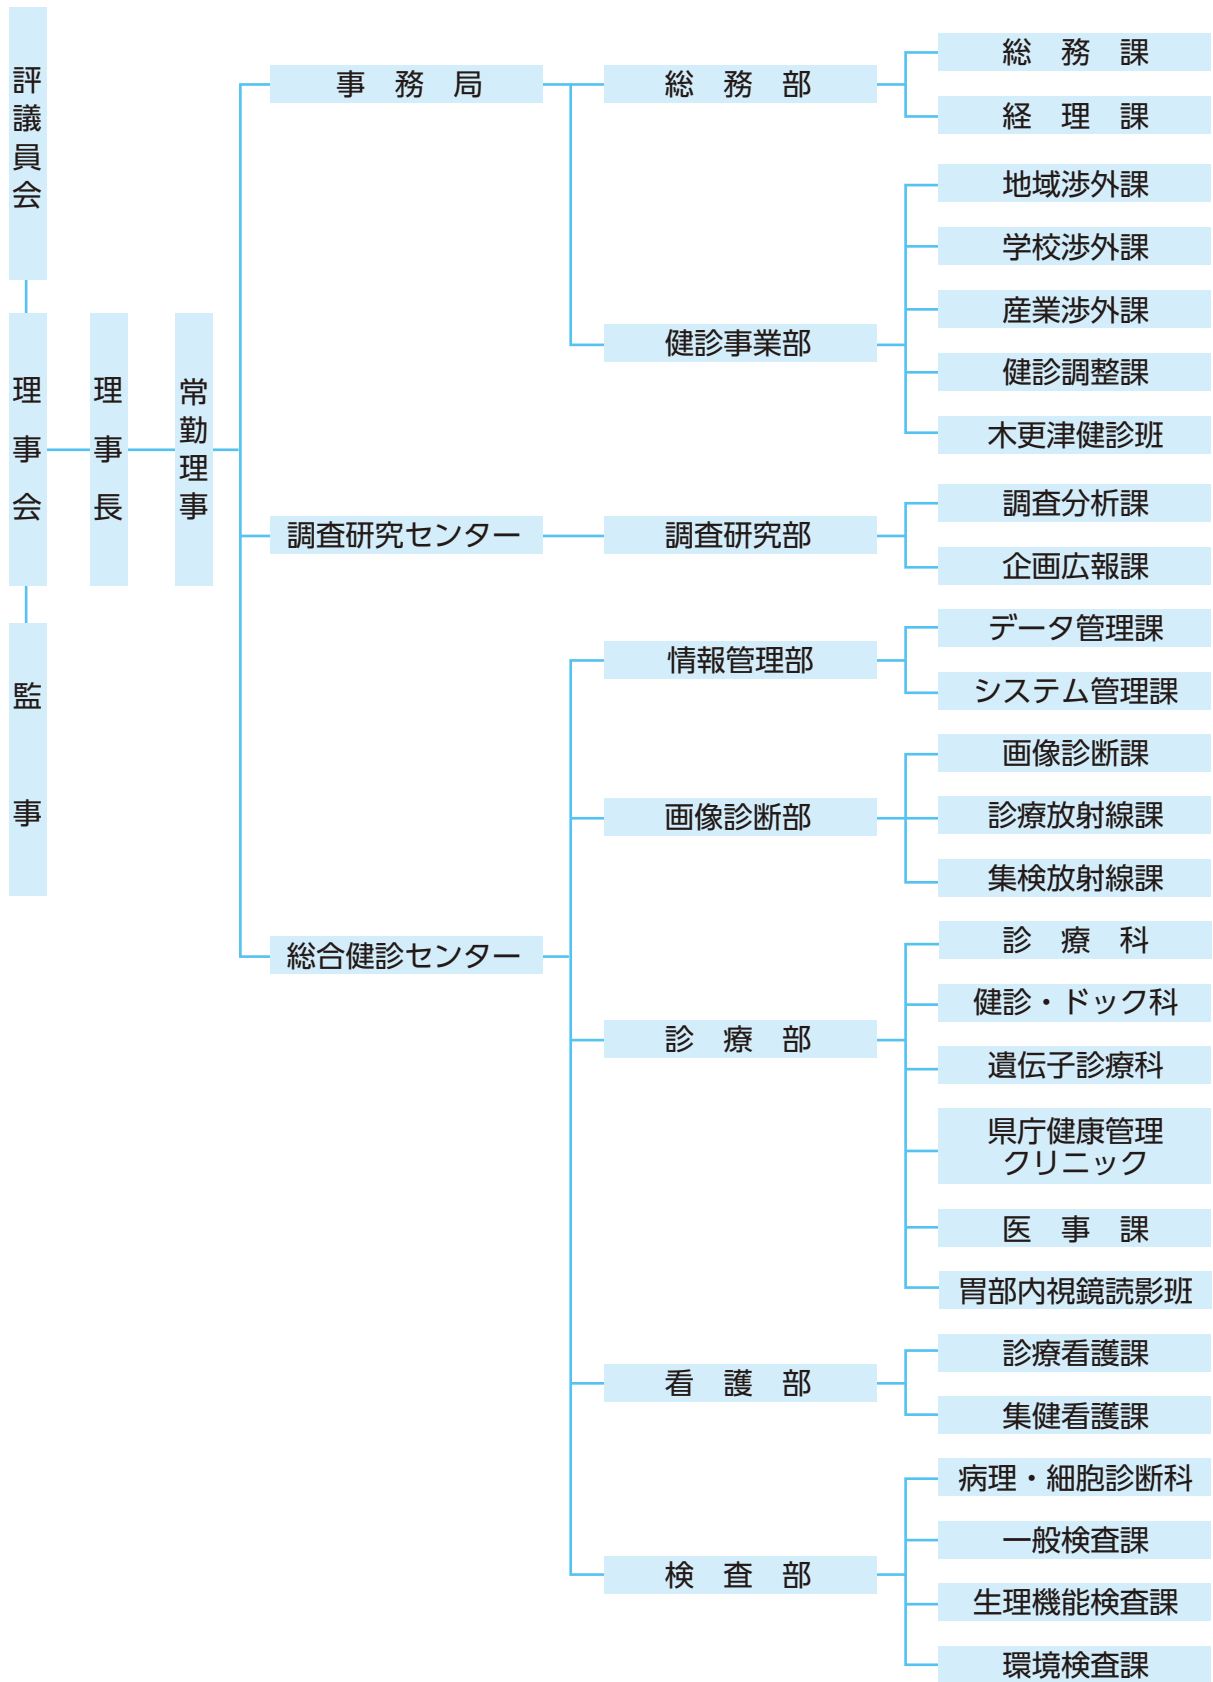 評議員会
理事会
監事
理事長
常勤理事
事務局
総務部
総務課
経理課
健診事業部
地域渉外課
学校渉外課
産業渉外課
健診調整課
木更津健診班
調査研究センター
調査研究部
調査分析課
企画広報課
総合健診センター
情報管理部
データ管理課
システム管理課
画像診断部
画像診断課
診療放射線課
集検放射線課
診療部
診療科
健診・ドック科
遺伝子診療科
県庁健康管理
クリニック
医事課
胃部内視鏡読影班
看護部
診療看護課
集健看護課
検査部
病理・細胞診断科
一般検査課
生理機能検査課
環境検査課